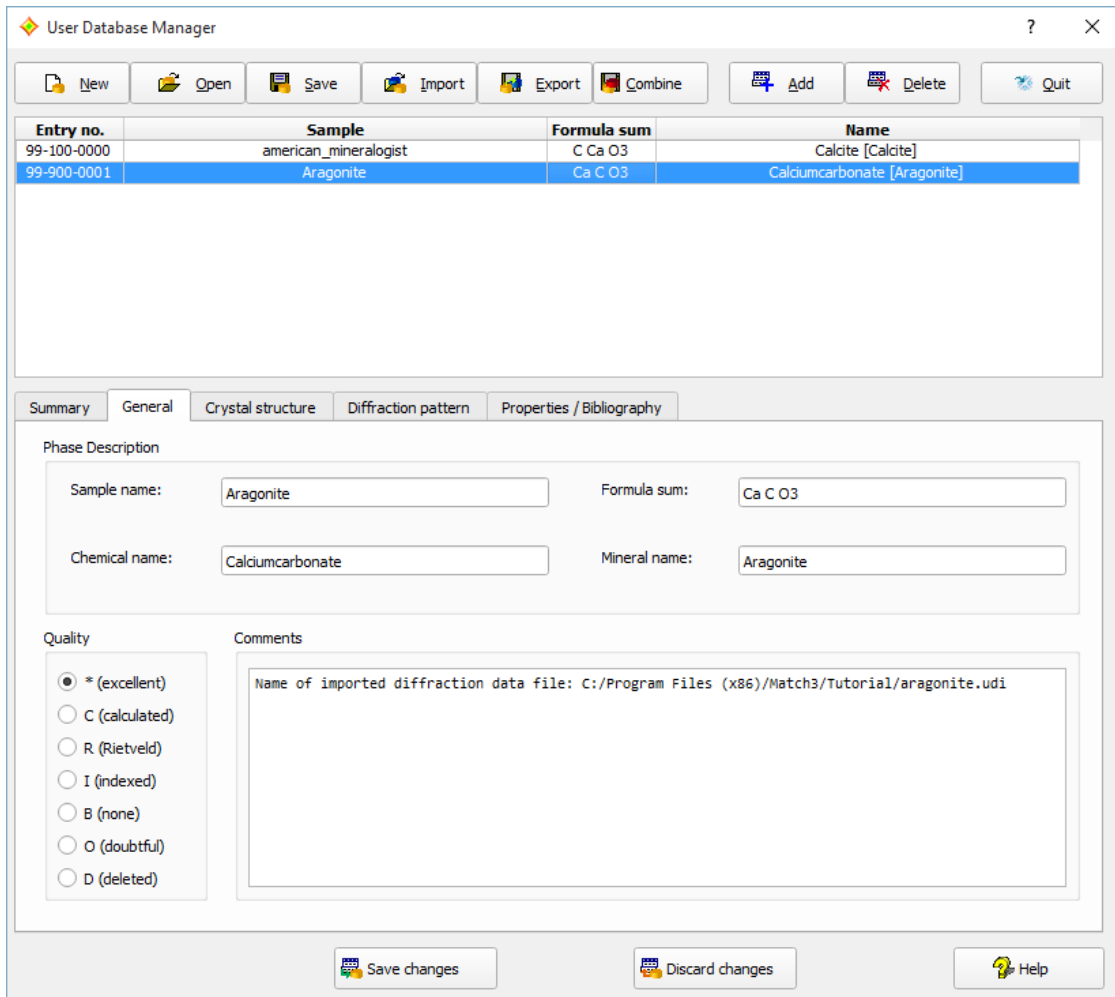 User Database Manager ?
New Open Save Import Export Combine Add Delete Quit
Entry no. Sample Formula sum Name
99-100-0000 american_mineralogist C Ca O3 Calcite [Calcite]
99-900-0001 Aragonite Ca C O3 Calciumcarbonate [Aragonite]
Summary General Crystal structure Diffraction pattern Properties / Bibliography
Phase Description
Sample name: Aragonite Formula sum: Ca C O3
Chemical name: Calciumcarbonate Mineral name: Aragonite
Quality Comments
* (excellent) Name of imported diffraction data file: C:/Program Files (x86)/Match3/Tutorial/aragonite.udi
C (calculated)
R (Rietveld)
I (indexed)
B (none)
O (doubtful)
D (deleted)
Save changes Discard changes Help